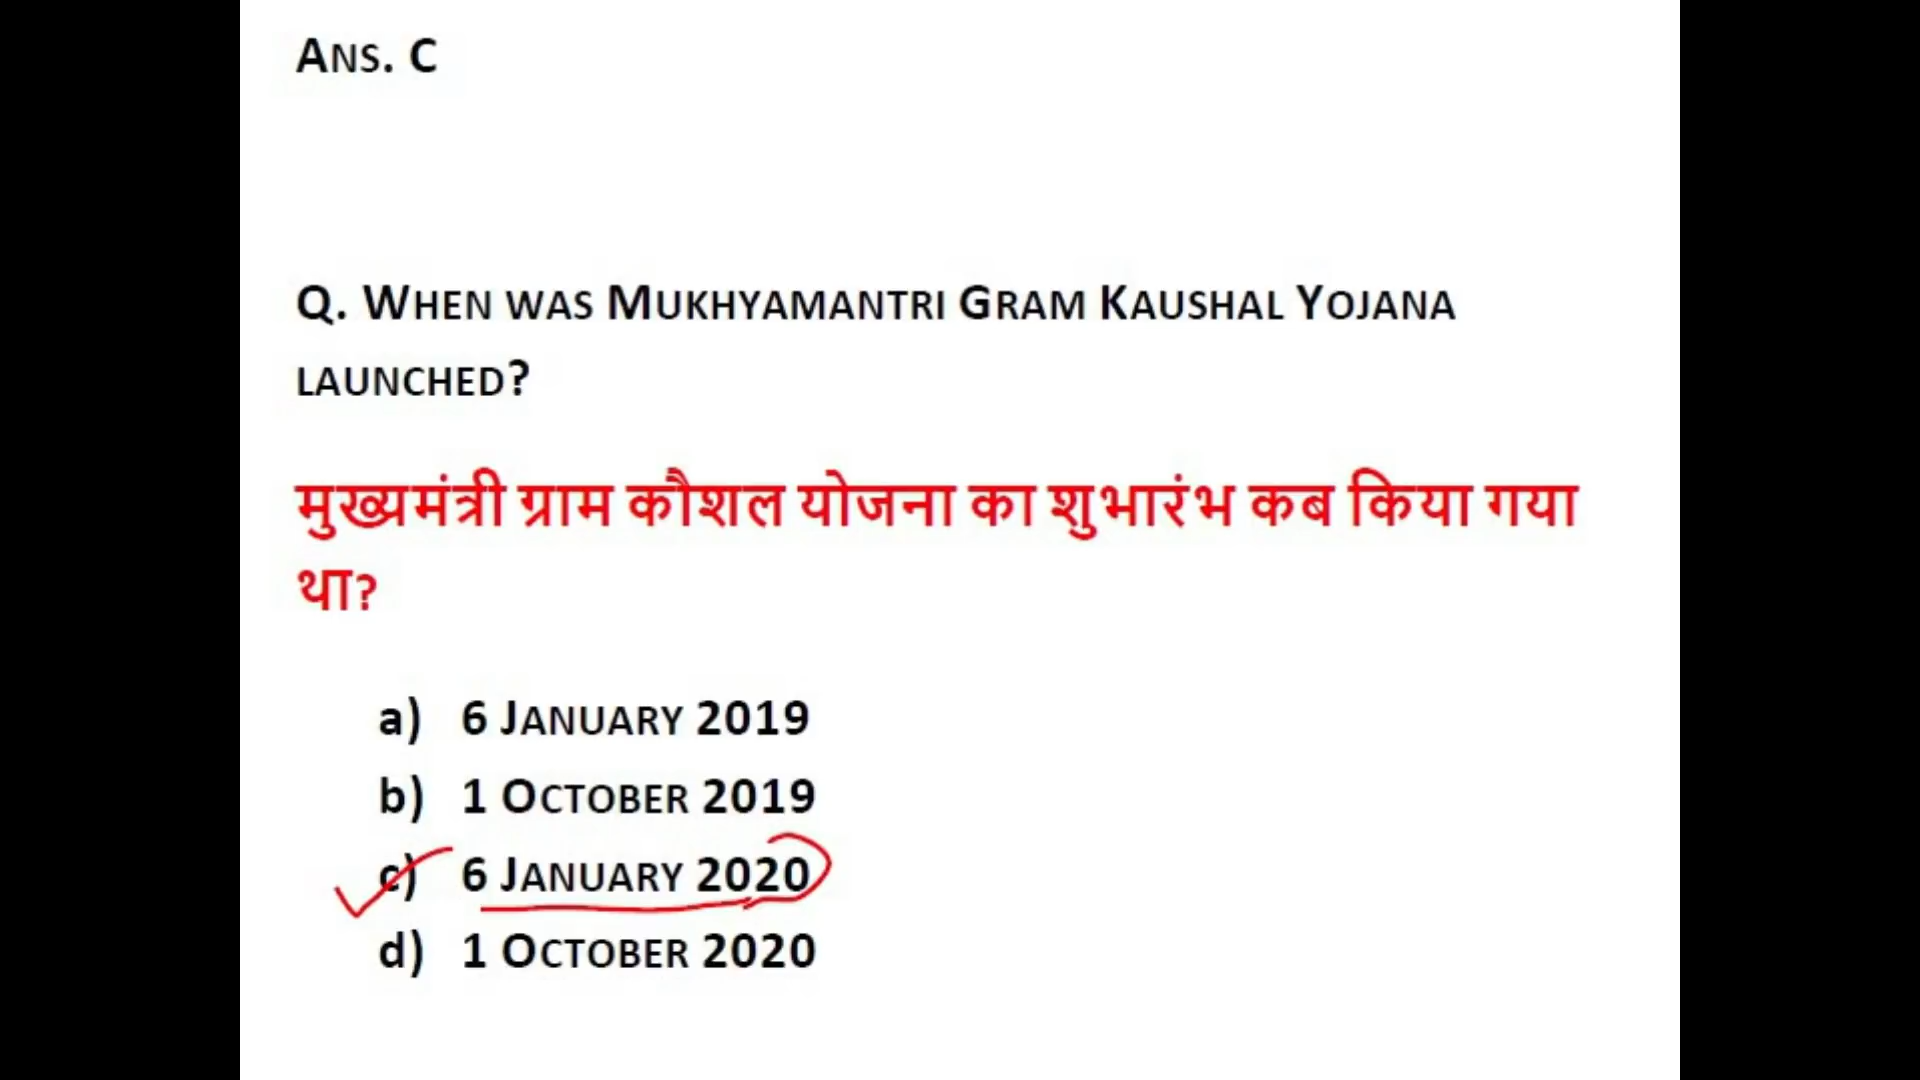 ANS. C
Q. WHEN WAS MUKHYAMANTRI GRAM KAUSHAL YOJANA
LAUNCHED?
मुख्यमंत्री ग्राम कौशल योजना का शुभारंभ कब किया गया
था?
a) 6 JANUARY 2019
b) 1 OCTOBER 2019
c) 6 JANUARY 2020
d) 1 OCTOBER 2020